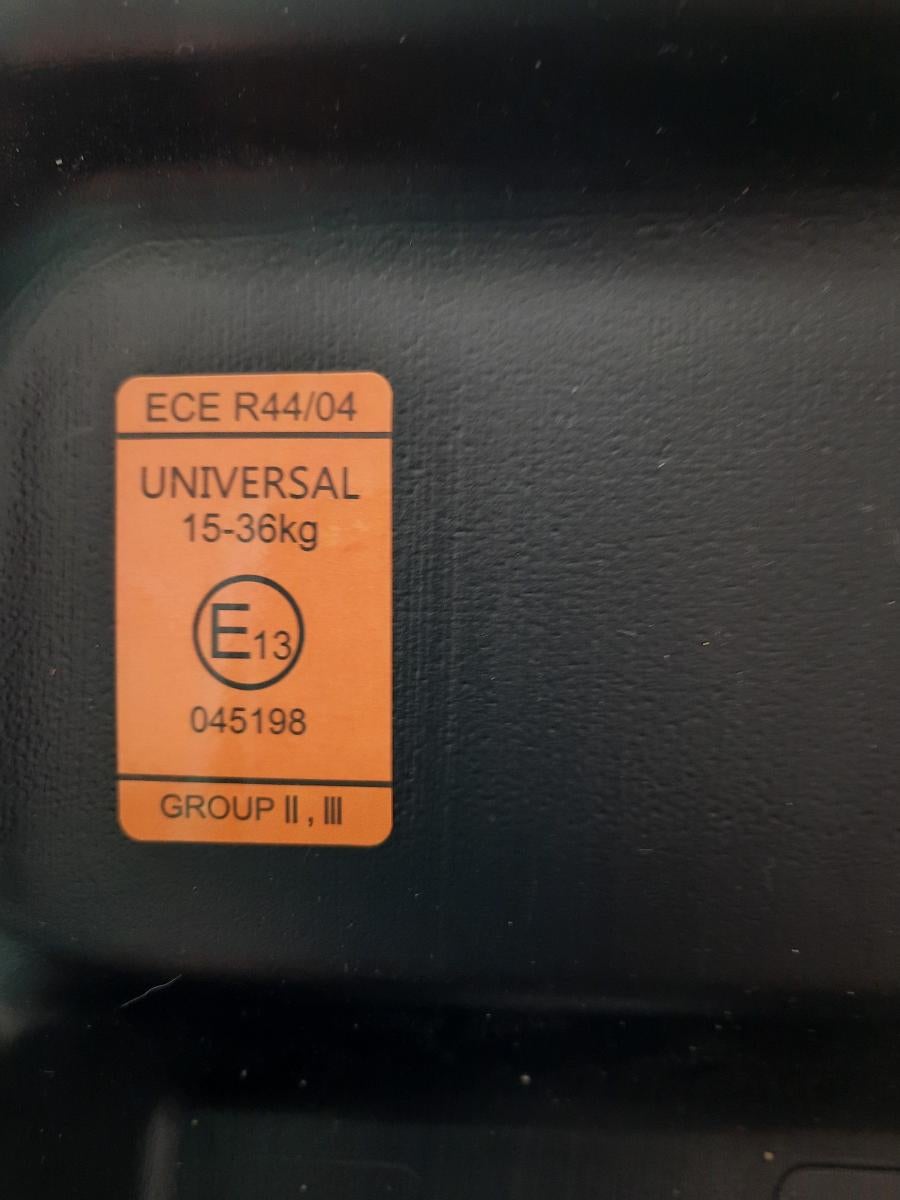 ECE R44/04
UNIVERSAL
15-36kg
E13
045198
GROUP II , III